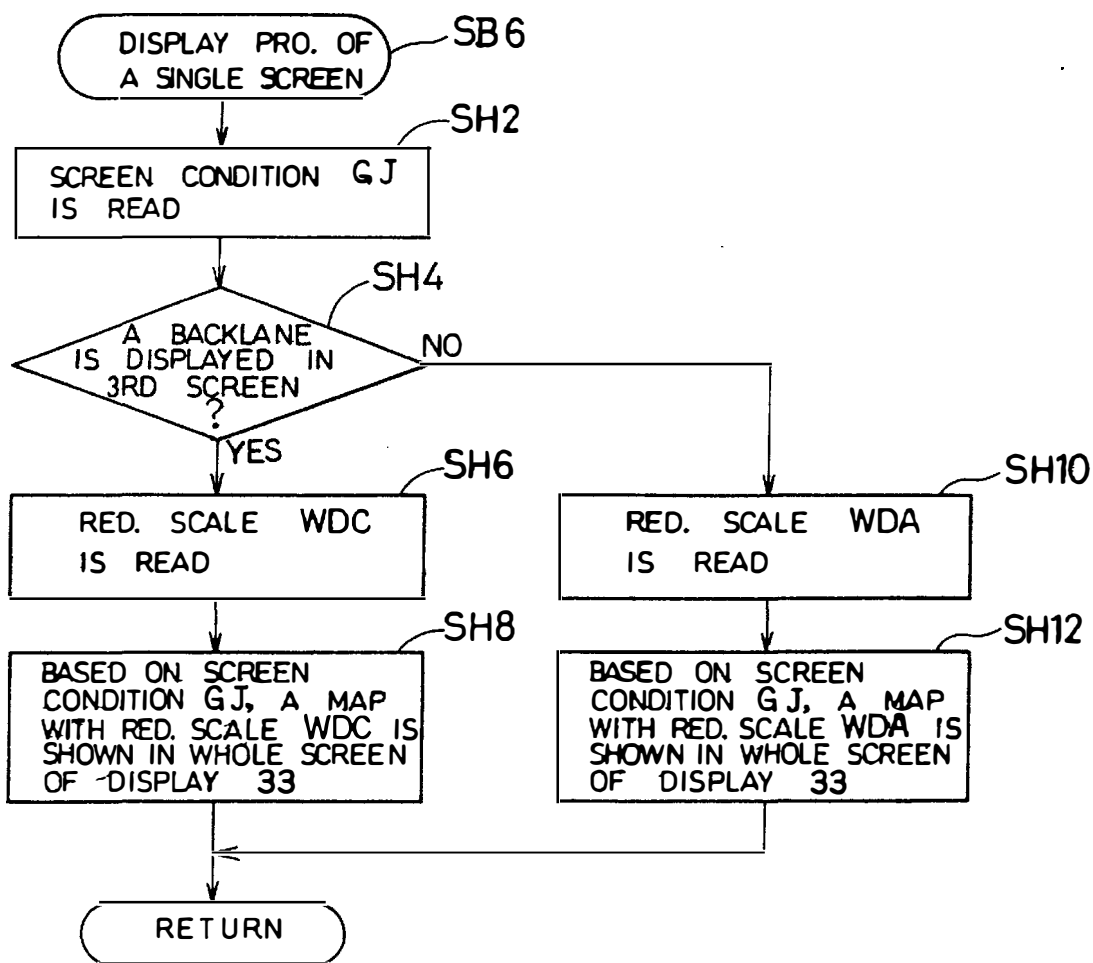 DISPLAY PRO. OF
A SINGLE SCREEN
SB6
SH2
SCREEN CONDITION GJ
IS READ
SH4
A BACKLANE
IS DISPLAYED IN
3RD SCREEN
?
NO
YES
SH6
RED. SCALE WDC
IS READ
SH10
RED. SCALE WDA
IS READ
SH8
BASED ON SCREEN
CONDITION GJ, A MAP
WITH RED. SCALE WDC IS
SHOWN IN WHOLE SCREEN
OF DISPLAY 33
SH12
BASED ON SCREEN
CONDITION GJ, A MAP
WITH RED. SCALE WDA IS
SHOWN IN WHOLE SCREEN
OF DISPLAY 33
RETURN